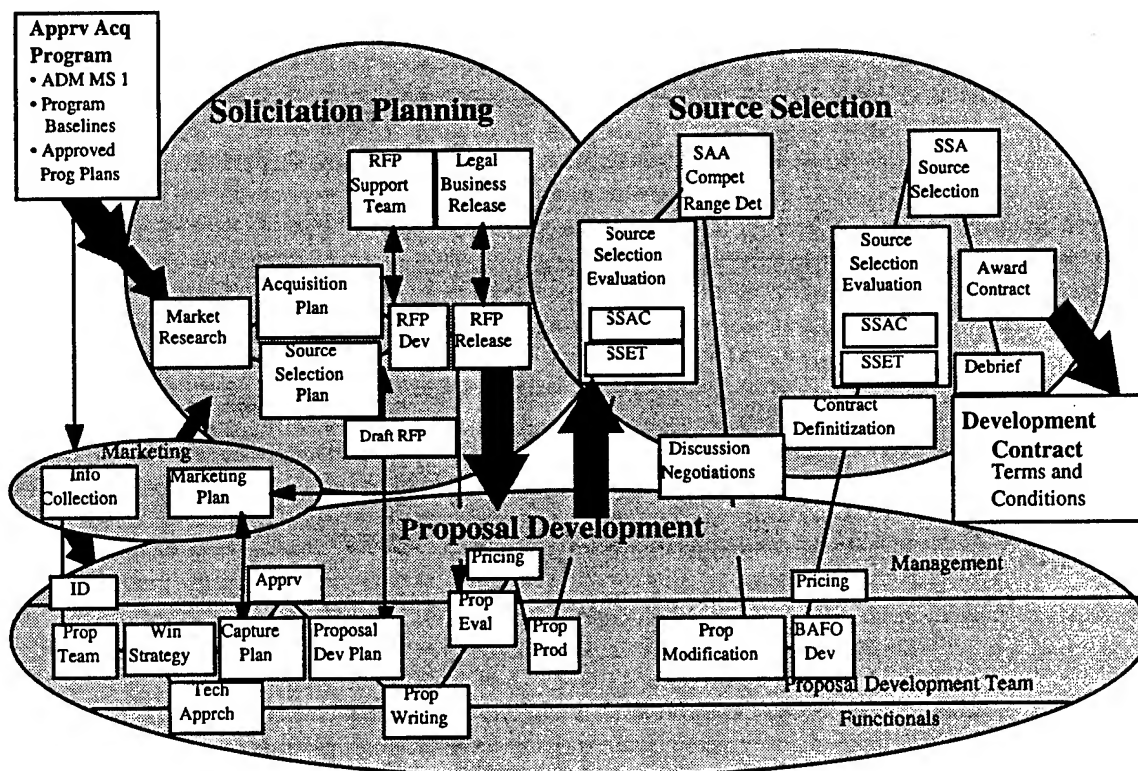 Apprv Acq
Program
• ADM MS 1
• Program
Baselines
• Approved
Prog Plans
Solicitation Planning
RFP
Support
Team
Legal
Business
Release
Acquisition
Plan
Market
Research
Source
Selection
Plan
RFP
Dev
RFP
Release
Draft RFP
Source Selection
SAA
Compet
Range Det
SSA
Source
Selection
Source
Selection
Evaluation
SSAC
SSET
Source
Selection
Evaluation
SSAC
SSET
Award
Contract
Debrief
Contract
Definitization
Discussion
Negotiations
Development
Contract
Terms and
Conditions
Marketing
Info
Collection
Marketing
Plan
Proposal Development
Pricing
Management
ID
Apprv
Pricing
Prop
Team
Win
Strategy
Capture
Plan
Proposal
Dev Plan
Prop
Eval
Prop
Prod
Prop
Modification
BAFO
Dev
Tech
Apprch
Prop
Writing
Proposal Development Team
Functionals